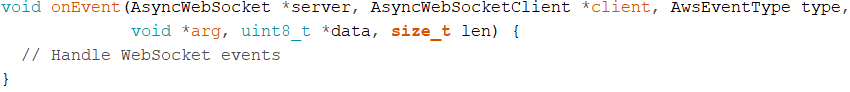 void onEvent(AsyncWebSocket *server, AsyncWebSocketClient *client, AwsEventType type,
             void *arg, uint8_t *data, size_t len) {
  // Handle WebSocket events
}